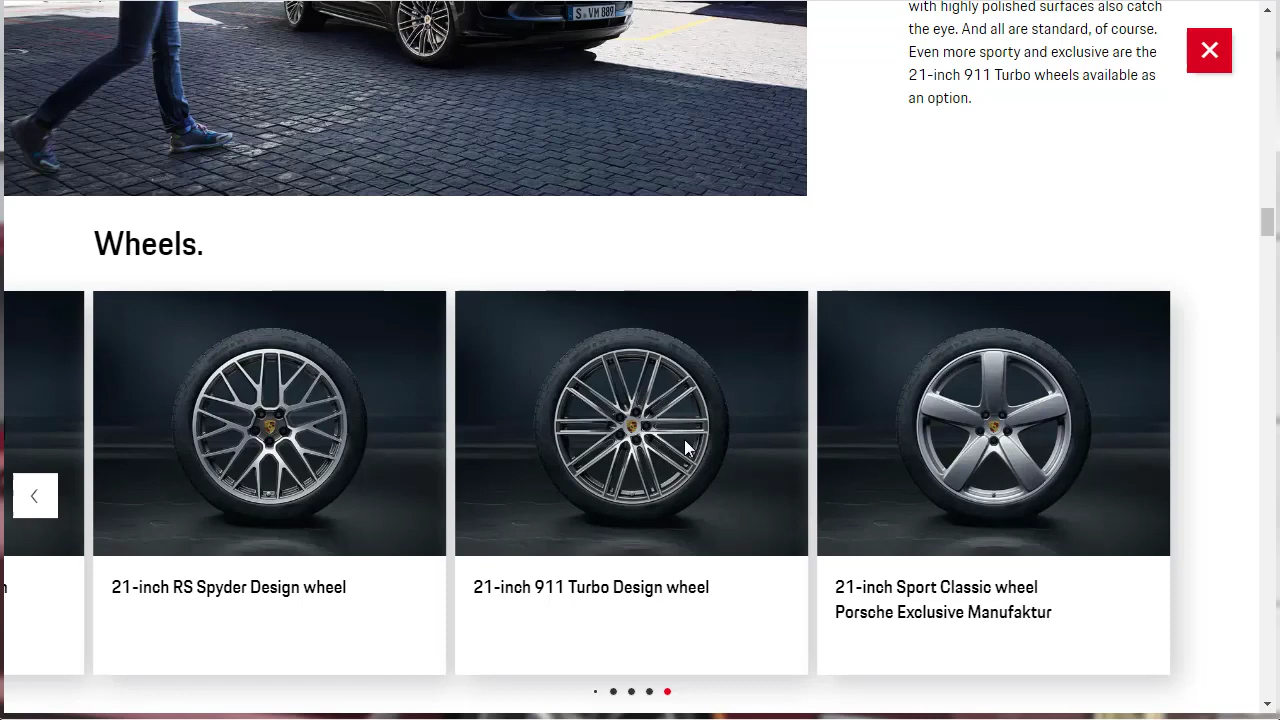 with highly polished surfaces also catch
the eye. And all are standard, of course.
Even more sporty and exclusive are the
21-inch 911 Turbo wheels available as
an option.
S VM 889
Wheels.
21-inch RS Spyder Design wheel
21-inch 911 Turbo Design wheel
21-inch Sport Classic wheel
Porsche Exclusive Manufaktur